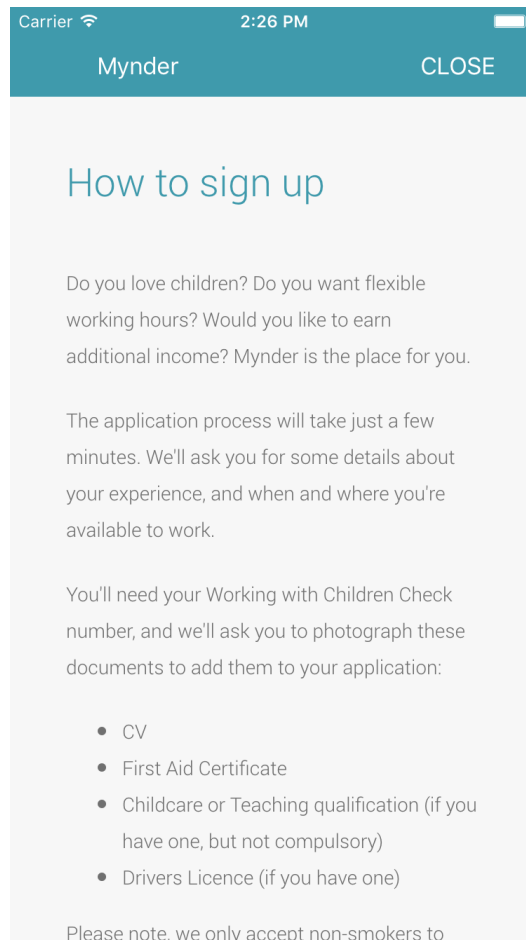 Carrier
2:26 PM
Mynder
CLOSE
How to sign up
Do you love children? Do you want flexible
working hours? Would you like to earn
additional income? Mynder is the place for you.
The application process will take just a few
minutes. We'll ask you for some details about
your experience, and when and where you're
available to work.
You'll need your Working with Children Check
number, and we'll ask you to photograph these
documents to add them to your application:
• CV
• First Aid Certificate
• Childcare or Teaching qualification (if you
have one, but not compulsory)
• Drivers Licence (if you have one)
Please note, we only accept non-smokers to